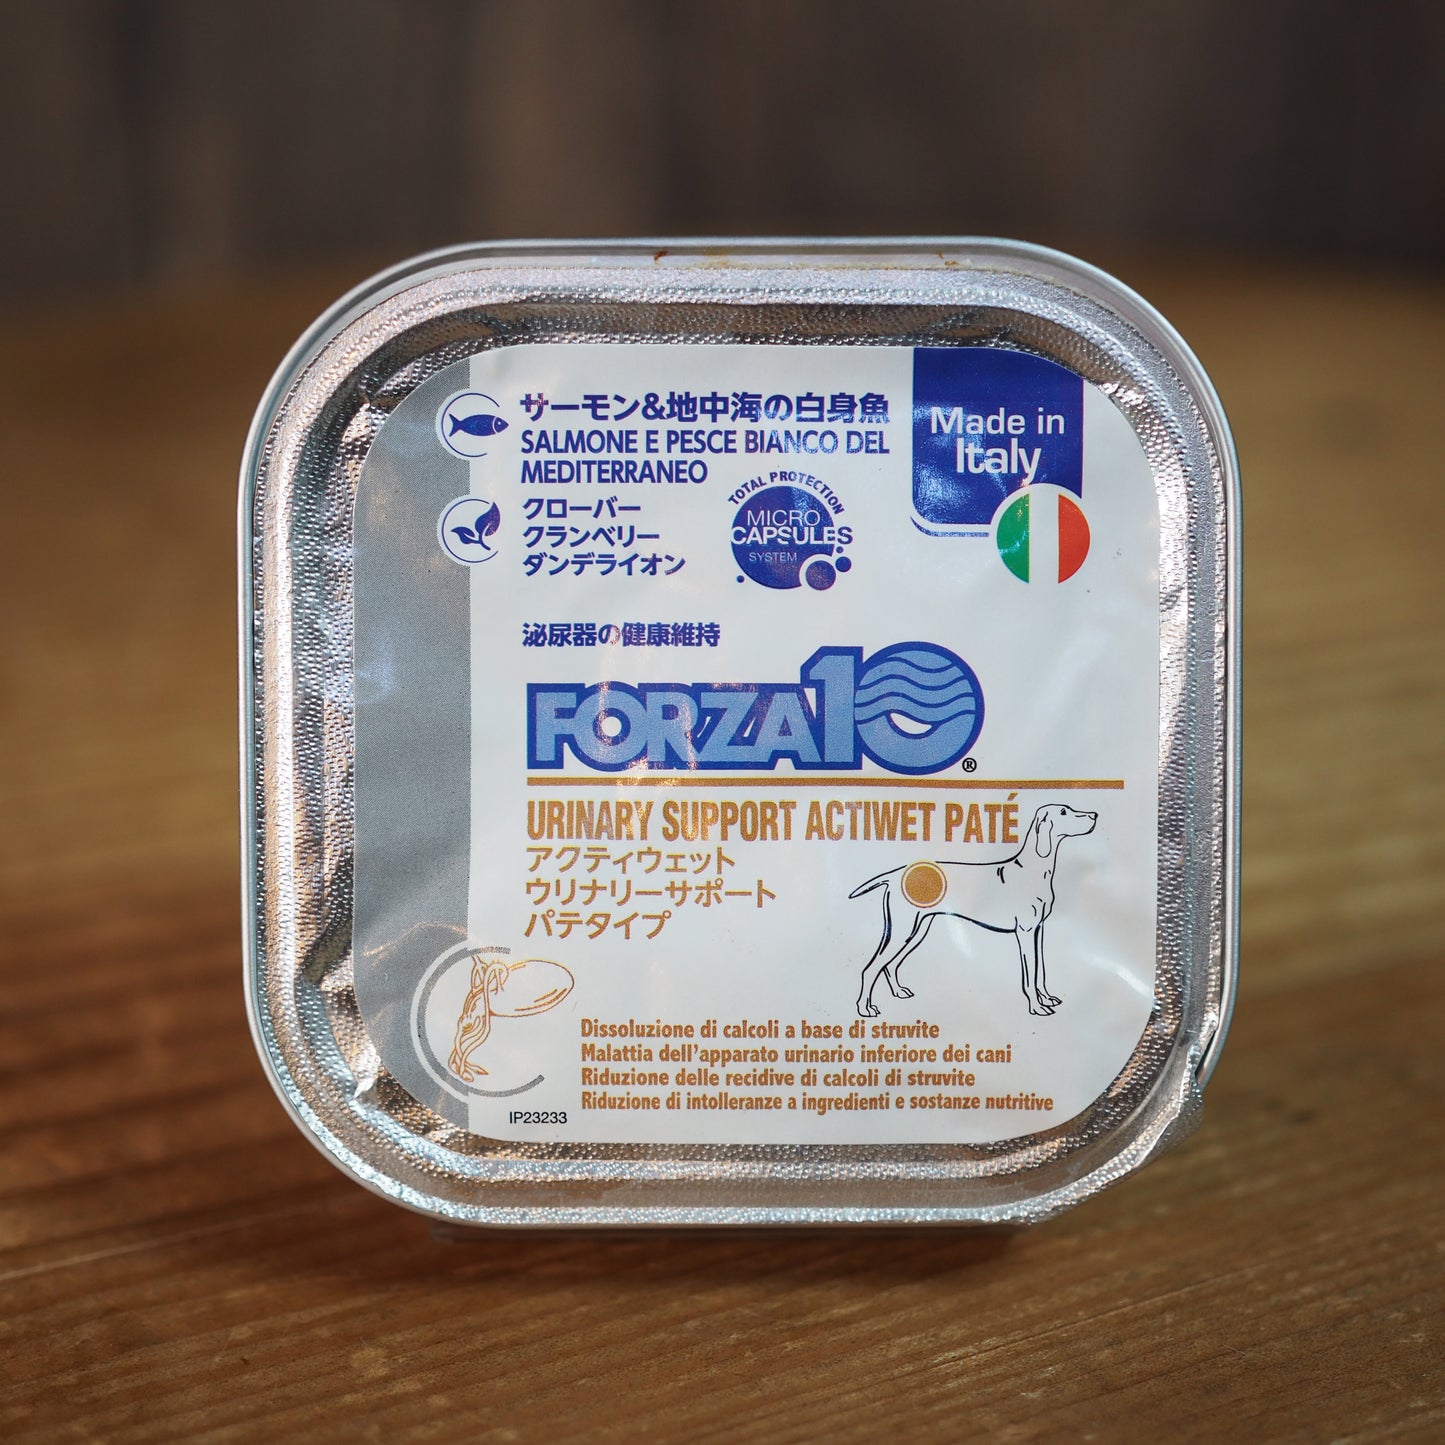 サーモン&地中海の白身魚
SALMONE E PESCE BIANCO DEL
MEDITERRANEO
クローバー
クランベリー
ダンデライオン
TOTAL PROTECTION
MICRO
CAPSULES
SYSTEM
Made in
Italy
泌尿器の健康維持
FORZA10®
URINARY SUPPORT ACTIWET PATÉ
アクティウェット
ウリナリーサポート
パテタイプ
Dissoluzione di calcoli a base di struvite
Malattia dell'apparato urinario inferiore dei cani
Riduzione delle recidive di calcoli di struvite
Riduzione di intolleranze a ingredienti e sostanze nutritive
IP23233